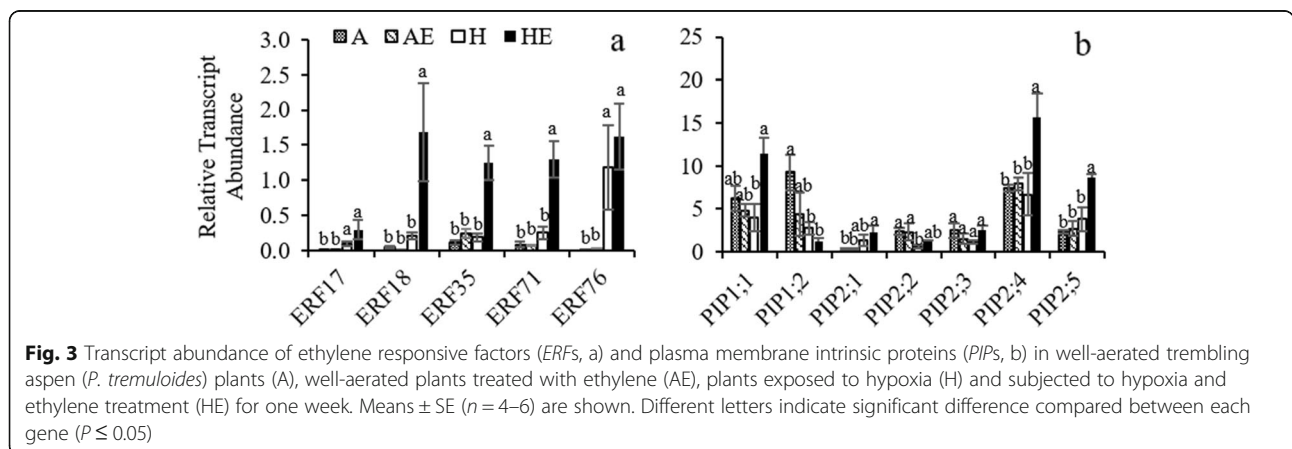 A AE H HE
a
b
Relative Transcript
Abundance
3.0
2.5
2.0
1.5
1.0
0.5
0.0
b b a a
b b b a
b b b a
b b b a
b b a a
ERF17 ERF18 ERF35 ERF71 ERF76
25
20
15
10
5
0
ab ab b a
a ab b b
b b a a
a a b ab
a a a a
b b b a
b b b a
PIP1;1 PIP1;2 PIP2;1 PIP2;2 PIP2;3 PIP2;4 PIP2;5
Fig. 3 Transcript abundance of ethylene responsive factors (ERFs, a) and plasma membrane intrinsic proteins (PIPs, b) in well-aerated trembling
aspen (P. tremuloides) plants (A), well-aerated plants treated with ethylene (AE), plants exposed to hypoxia (H) and subjected to hypoxia and
ethylene treatment (HE) for one week. Means ± SE (n = 4–6) are shown. Different letters indicate significant difference compared between each
gene (P ≤ 0.05)